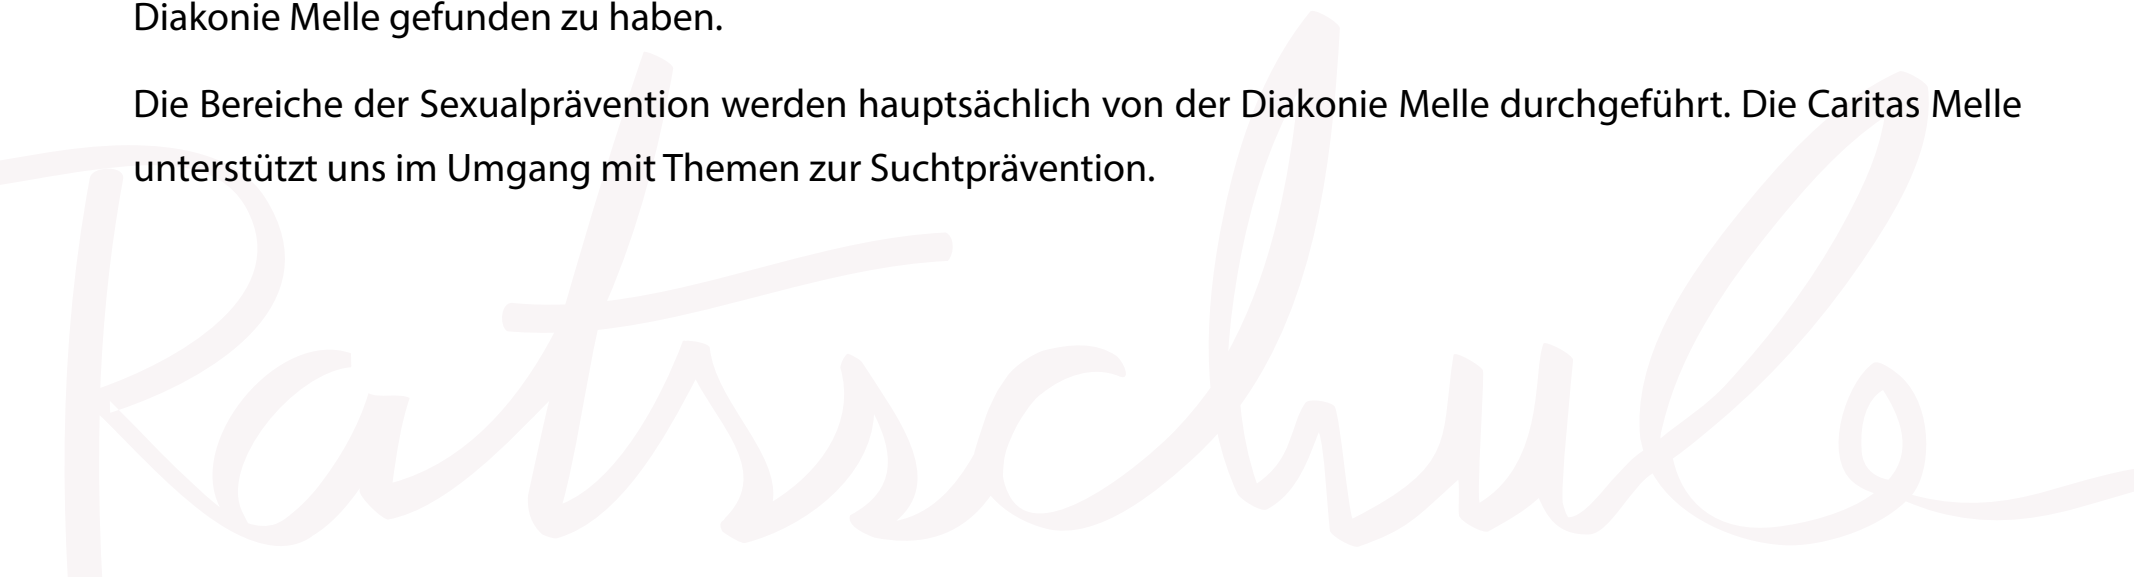 Diakonie Melle gefunden zu haben.
Die Bereiche der Sexualprävention werden hauptsächlich von der Diakonie Melle durchgeführt. Die Caritas Melle
unterstützt uns im Umgang mit Themen zur Suchtprävention.
Ratsschule